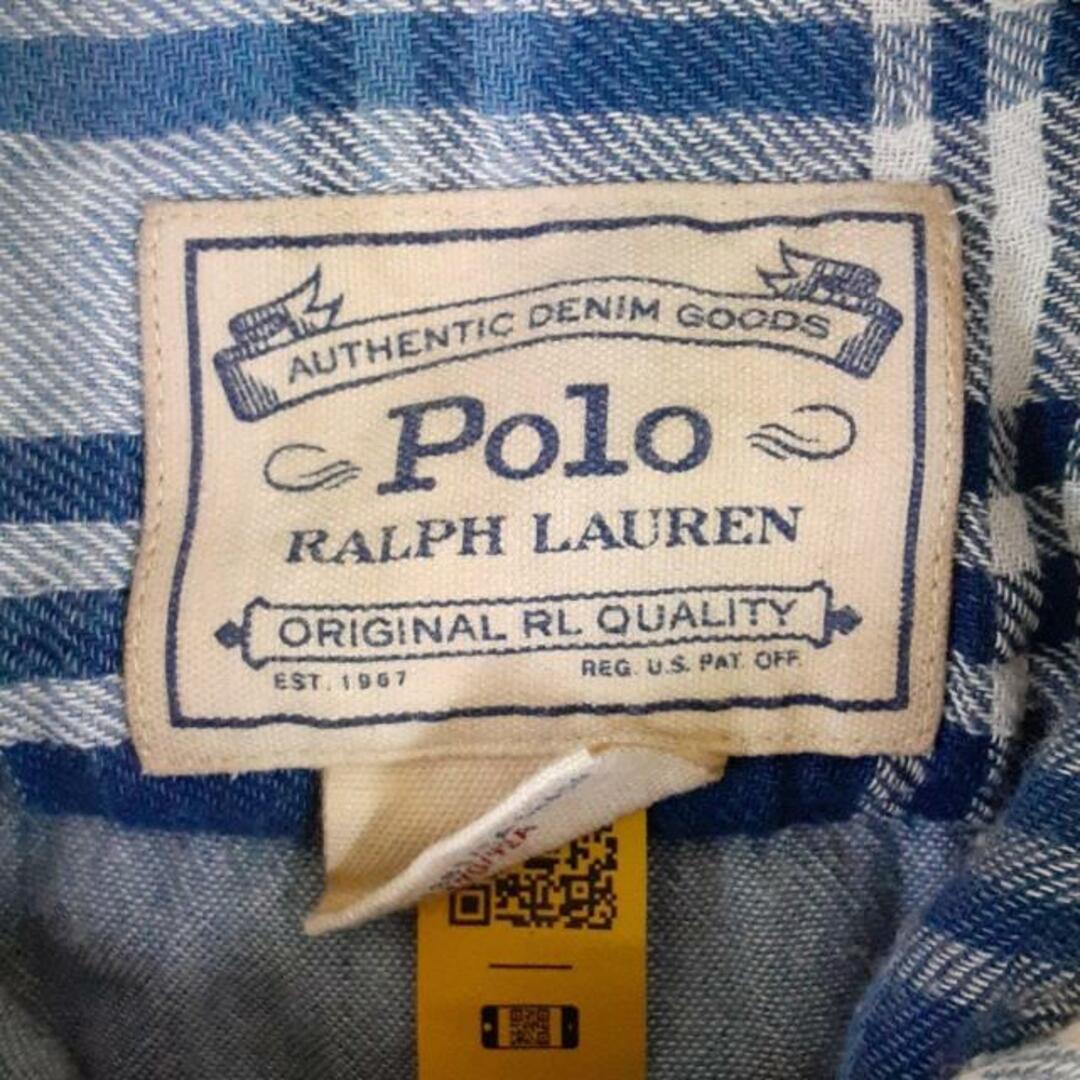 AUTHENTIC DENIM GOODS
Polo
RALPH LAUREN
ORIGINAL RL QUALITY
EST. 1967
REG. U.S. PAT. OFF.